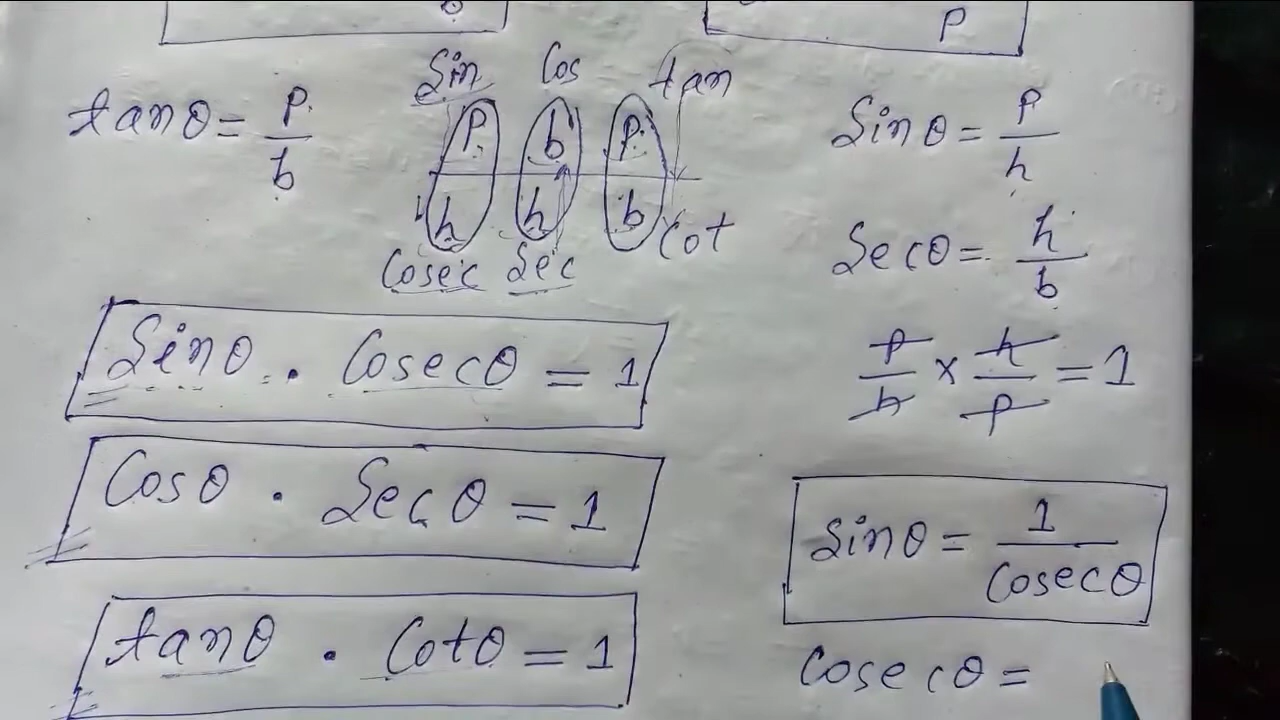 P
tanθ = P/b
Sin Cos tan
P b P
h h b
Cosec Sec Cot
Sinθ = P/h
Secθ = h/b
Sinθ . Cosecθ = 1
P/h × h/P = 1
Cosθ . Secθ = 1
Sinθ = 1/Cosecθ
tanθ . Cotθ = 1
Cosecθ =